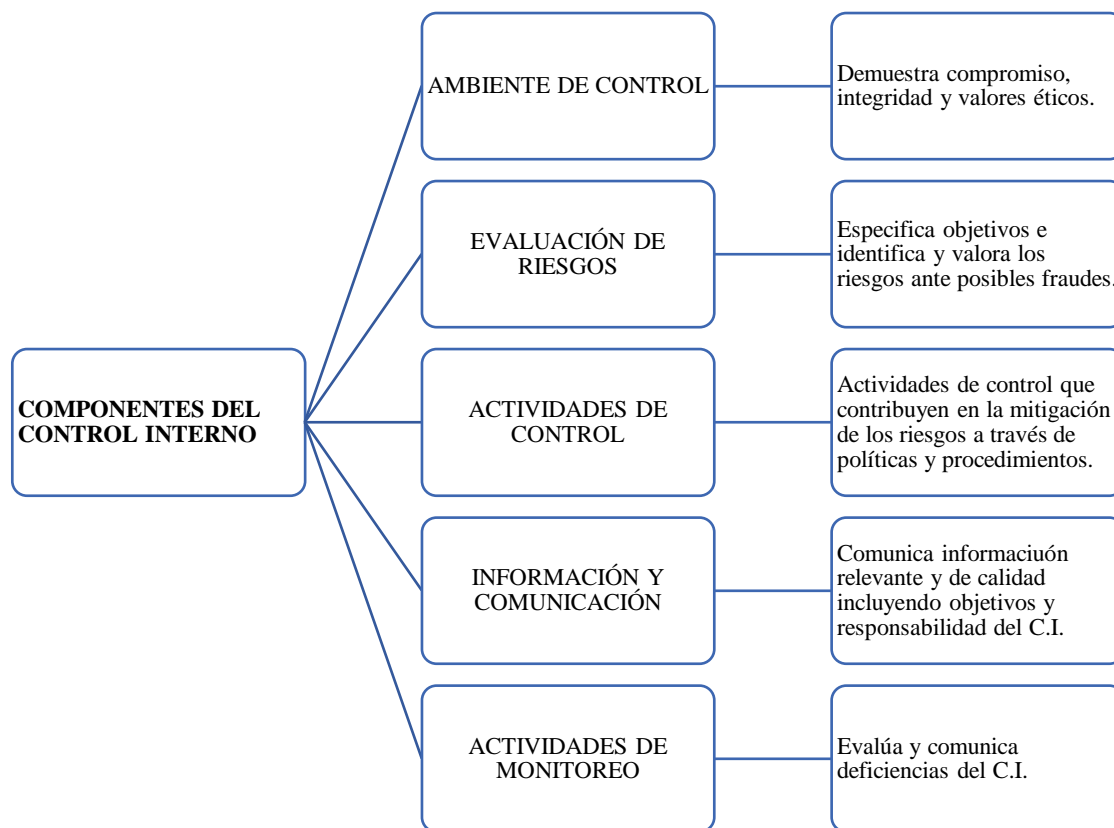 COMPONENTES DEL
CONTROL INTERNO
AMBIENTE DE CONTROL
Demuestra compromiso,
integridad y valores éticos.
EVALUACIÓN DE
RIESGOS
Especifica objetivos e
identifica y valora los
riesgos ante posibles fraudes.
ACTIVIDADES DE
CONTROL
Actividades de control que
contribuyen en la mitigación
de los riesgos a través de
políticas y procedimientos.
INFORMACIÓN Y
COMUNICACIÓN
Comunica informaciuón
relevante y de calidad
incluyendo objetivos y
responsabilidad del C.I.
ACTIVIDADES DE
MONITOREO
Evalúa y comunica
deficiencias del C.I.